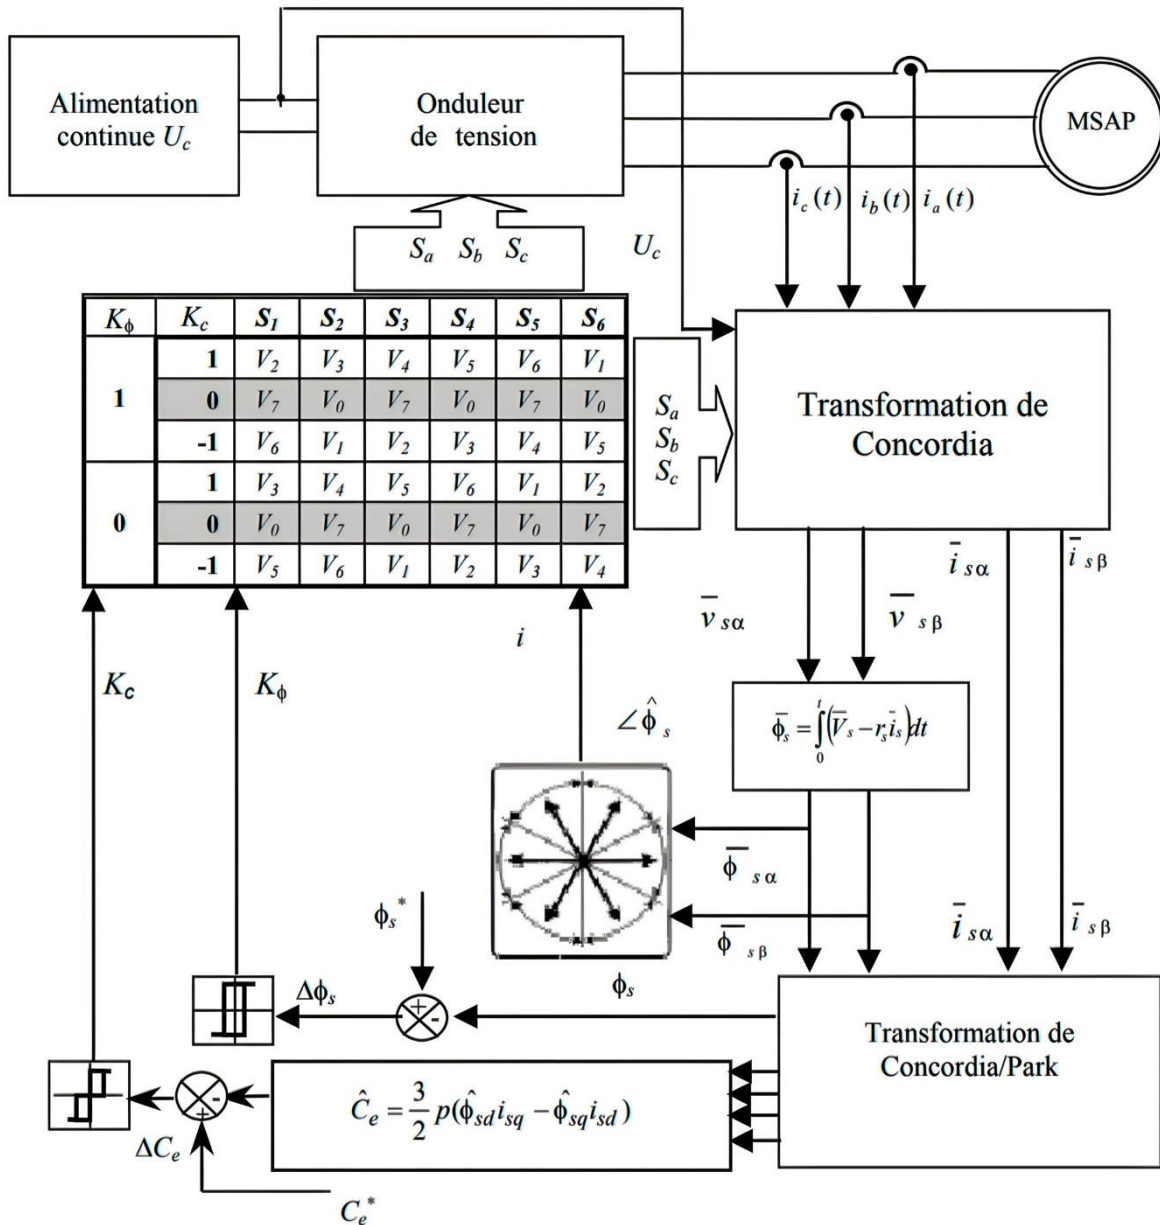 Alimentation
continue U_c
Onduleur
de tension
MSAP
i_c(t) i_b(t) i_a(t)
S_a S_b S_c
U_c
K_ϕ K_c S_1 S_2 S_3 S_4 S_5 S_6
1 1 V_2 V_3 V_4 V_5 V_6 V_1
0 V_7 V_0 V_7 V_0 V_7 V_0
-1 V_6 V_1 V_2 V_3 V_4 V_5
0 1 V_3 V_4 V_5 V_6 V_1 V_2
0 V_0 V_7 V_0 V_7 V_0 V_7
-1 V_5 V_6 V_1 V_2 V_3 V_4
S_a
S_b
S_c
Transformation de
Concordia
v̅_sα v̅_sβ i̅_sα i̅_sβ
i
K_c K_ϕ
∠ϕ̂_s
ϕ̅_s = ∫_0^t (V̅_s − r_s i̅_s)dt
ϕ̅_sα
ϕ̅_sβ
i̅_sα i̅_sβ
ϕ_s*
+
-
Δϕ_s
ϕ_s
Transformation de
Concordia/Park
Ĉ_e = 3/2 p(ϕ̂_sd i_sq − ϕ̂_sq i_sd)
-
+
ΔC_e
C_e*